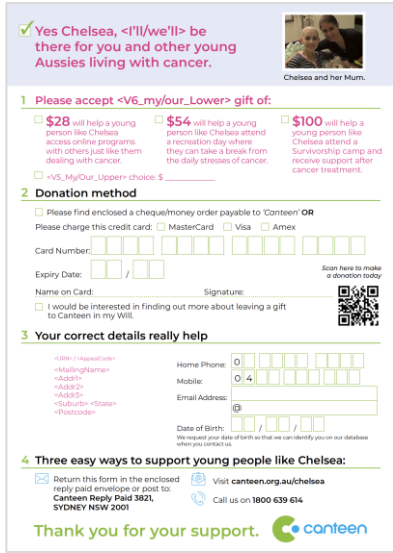 Yes Chelsea, <I'll/we'll> be
there for you and other young
Aussies living with cancer.
Chelsea and her Mum.
1 Please accept <V6_my/our_Lower> gift of:
$28 will help a young
person like Chelsea
access online programs
with others just like them
dealing with cancer.
$54 will help a young
person like Chelsea attend
a recreation day where
they can take a break from
the daily stresses of cancer.
$100 will help a
young person like
Chelsea attend a
Survivorship camp and
receive support after
cancer treatment.
<V5_My/Our_Upper> choice: $ ____________
2 Donation method
Please find enclosed a cheque/money order payable to 'Canteen' OR
Please charge this credit card: MasterCard Visa Amex
Card Number:
Expiry Date: /
Scan here to make
a donation today
Name on Card: Signature:
I would be interested in finding out more about leaving a gift
to Canteen in my Will.
3 Your correct details really help
<URN> / <AppealCode>
<MailingName>
<Addr1>
<Addr2>
<Addr3>
<Suburb> <State>
<Postcode>
Home Phone: 0
Mobile: 0 4
Email Address:
@
Date of Birth: / /
We request your date of birth so that we can identify you on our database
when you contact us.
4 Three easy ways to support young people like Chelsea:
Return this form in the enclosed
reply paid envelope or post to:
Canteen Reply Paid 3821,
SYDNEY NSW 2001
Visit canteen.org.au/chelsea
Call us on 1800 639 614
Thank you for your support.
canteen